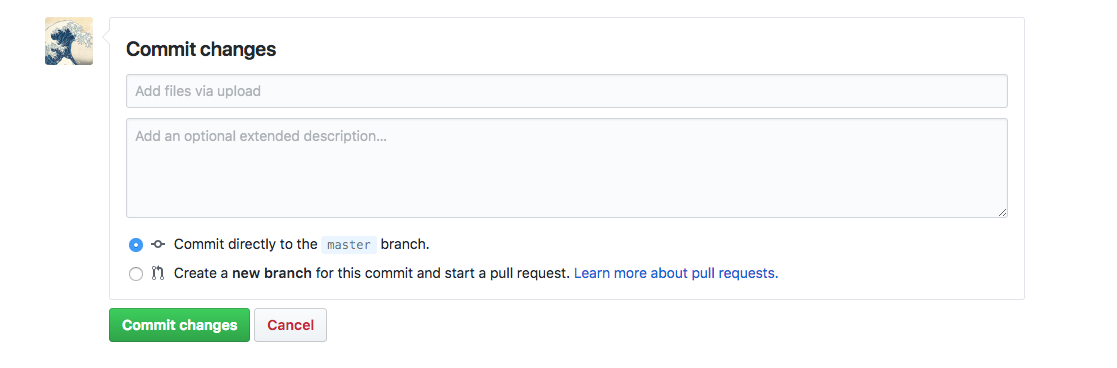 Commit changes
Add files via upload
Add an optional extended description...
Commit directly to the master branch.
Create a new branch for this commit and start a pull request. Learn more about pull requests.
Commit changes Cancel